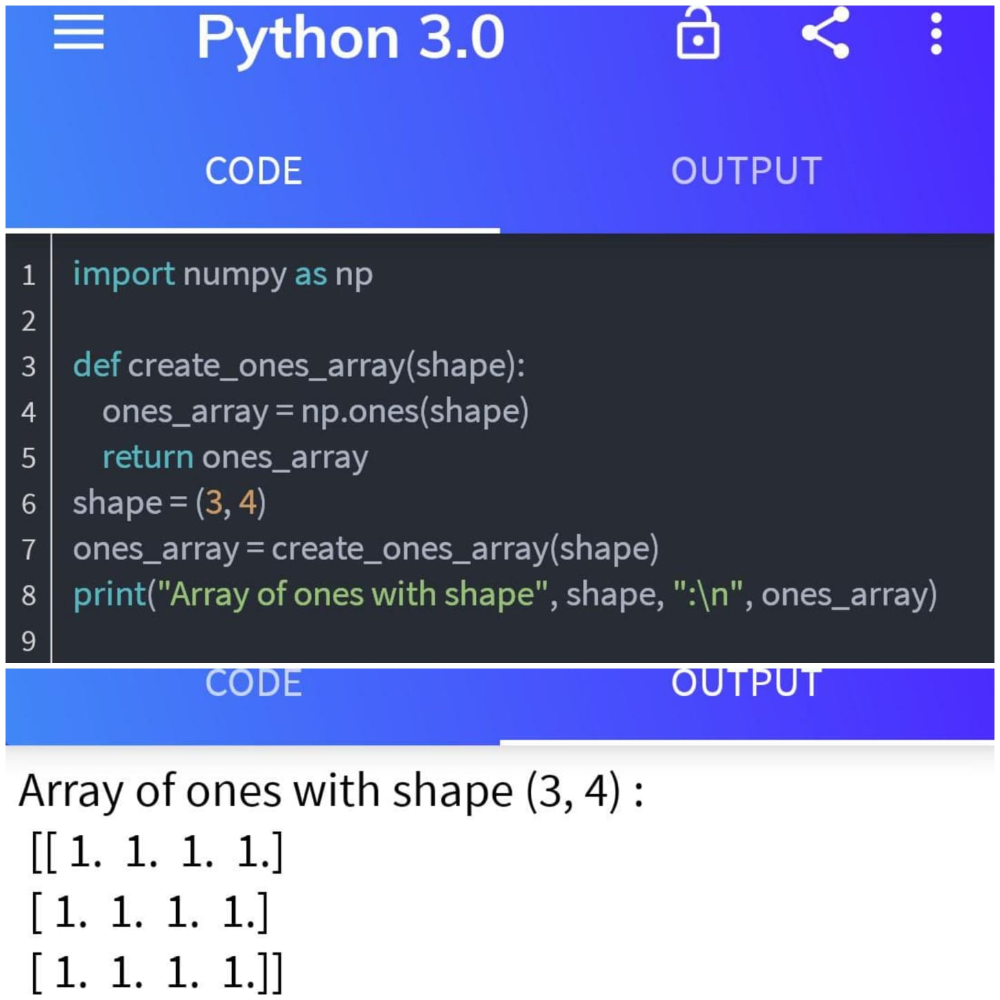 Python 3.0
CODE OUTPUT
1 import numpy as np
2
3 def create_ones_array(shape):
4     ones_array = np.ones(shape)
5     return ones_array
6 shape = (3, 4)
7 ones_array = create_ones_array(shape)
8 print("Array of ones with shape", shape, ":\n", ones_array)
9
CODE OUTPUT
Array of ones with shape (3, 4) :
[[ 1.  1.  1.  1.]
[ 1.  1.  1.  1.]
[ 1.  1.  1.  1.]]